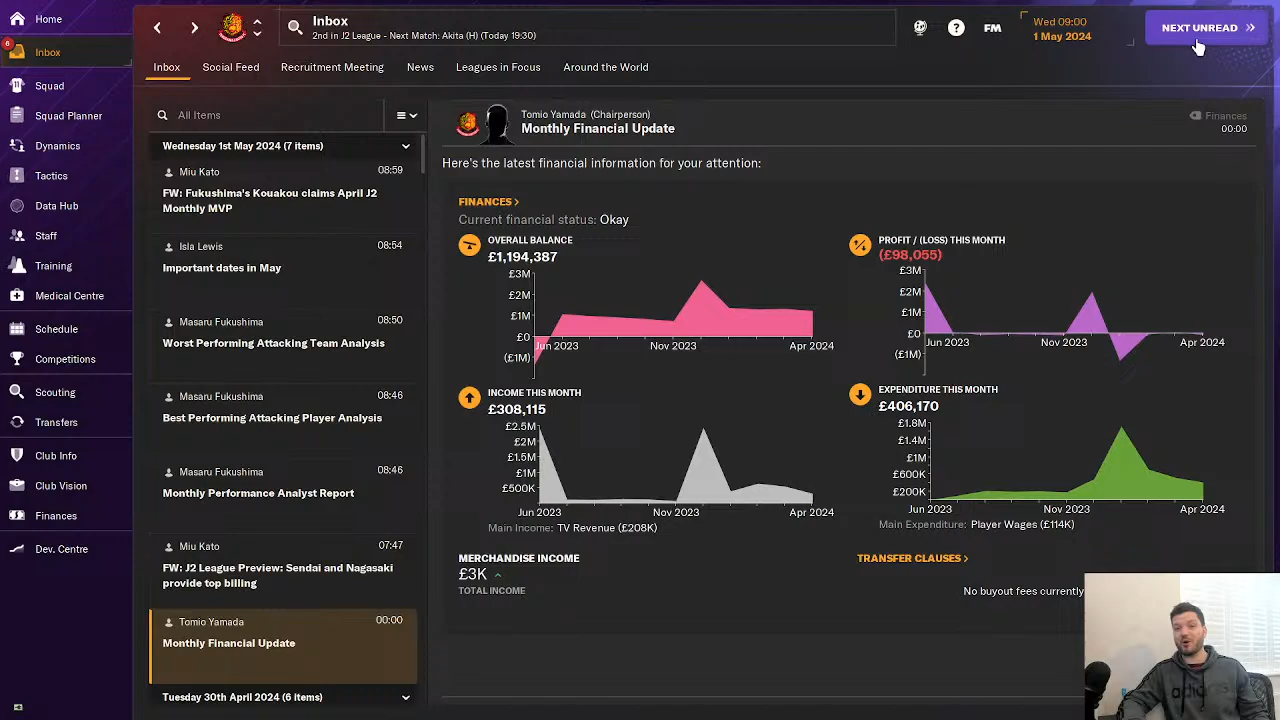 Home
6
Inbox
Squad
Squad Planner
Dynamics
Tactics
Data Hub
Staff
Training
Medical Centre
Schedule
Competitions
Scouting
Transfers
Club Info
Club Vision
Finances
Dev. Centre
Inbox
2nd in J2 League - Next Match: Akita (H) (Today 19:30)
?
FM
Wed 09:00
1 May 2024
NEXT UNREAD
Inbox
Social Feed
Recruitment Meeting
News
Leagues in Focus
Around the World
All Items
Wednesday 1st May 2024 (7 items)
Miu Kato 08:59
FW: Fukushima's Kouakou claims April J2
Monthly MVP
Isla Lewis 08:54
Important dates in May
Masaru Fukushima 08:50
Worst Performing Attacking Team Analysis
Masaru Fukushima 08:46
Best Performing Attacking Player Analysis
Masaru Fukushima 08:46
Monthly Performance Analyst Report
Miu Kato 07:47
FW: J2 League Preview: Sendai and Nagasaki
provide top billing
Tomio Yamada 00:00
Monthly Financial Update
Tuesday 30th April 2024 (6 items)
Tomio Yamada (Chairperson)
Monthly Financial Update
Finances
00:00
Here's the latest financial information for your attention:
FINANCES >
Current financial status: Okay
OVERALL BALANCE
£1,194,387
£3M
£2M
£1M
£0
(£1M)
Jun 2023
Nov 2023
Apr 2024
PROFIT / (LOSS) THIS MONTH
(£98,055)
£3M
£2M
£1M
£0
(£1M)
Jun 2023
Nov 2023
Apr 2024
INCOME THIS MONTH
£308,115
£2.5M
£2M
£1.5M
£1M
£500K
Jun 2023
Nov 2023
Apr 2024
Main Income: TV Revenue (£208K)
EXPENDITURE THIS MONTH
£406,170
£1.8M
£1.4M
£1M
£600K
£200K
Jun 2023
Nov 2023
Apr 2024
Main Expenditure: Player Wages (£114K)
MERCHANDISE INCOME
£3K
TOTAL INCOME
TRANSFER CLAUSES >
No buyout fees currently
adidas